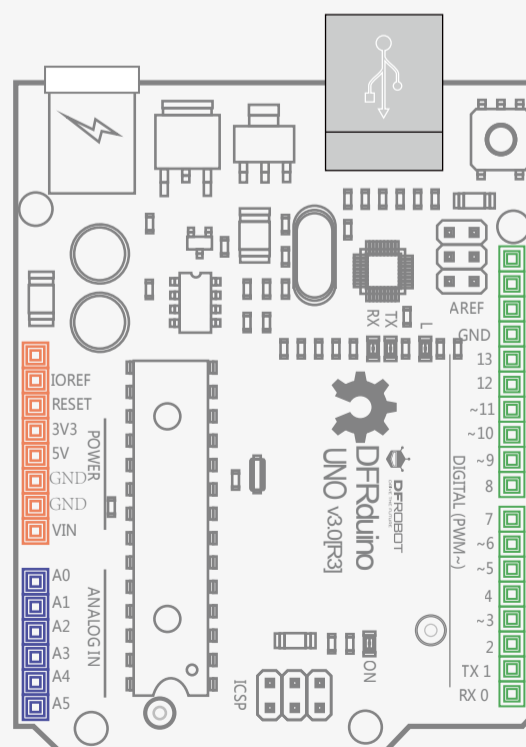 RX
TX
L
AREF
GND
13
12
~11
~10
~9
8
7
~6
~5
4
~3
2
TX 1
RX 0
DIGITAL (PWM~)
IOREF
RESET
3V3
5V
GND
GND
VIN
POWER
A0
A1
A2
A3
A4
A5
ANALOG IN
DFRduino
UNO v3.0[R3]
DFROBOT
ON
ICSP